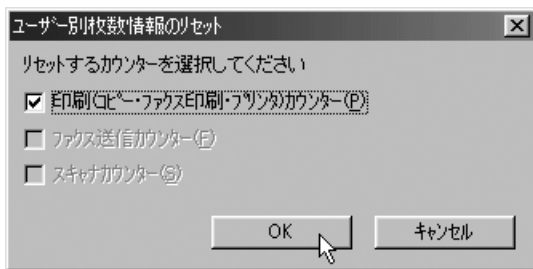 ユーザー別枚数情報のリセット
リセットするカウンターを選択してください
印刷(コピー・ファクス印刷・プリンタ)カウンター(P)
ファクス送信カウンター(F)
スキャナカウンター(S)
OK キャンセル